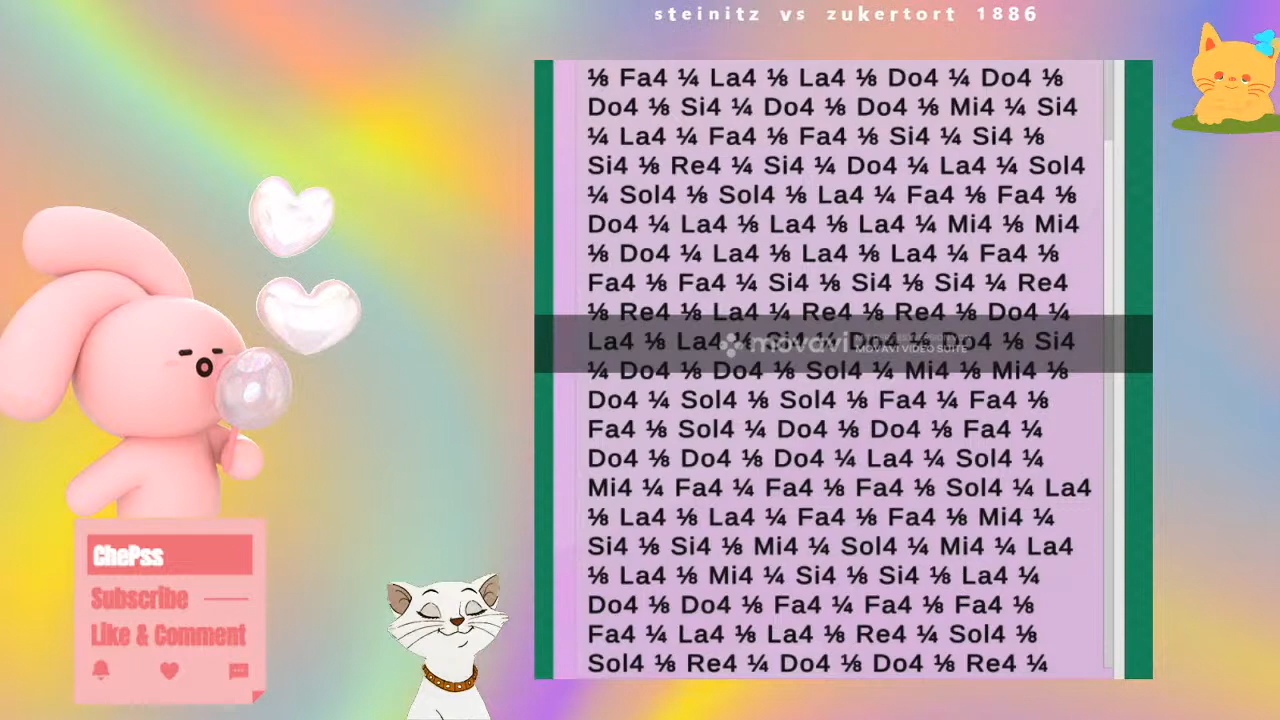 steinitz vs zukertort 1886
⅛ Fa4 ¼ La4 ⅛ La4 ⅛ Do4 ¼ Do4 ⅛
Do4 ⅛ Si4 ¼ Do4 ⅛ Do4 ⅛ Mi4 ¼ Si4
¼ La4 ¼ Fa4 ⅛ Fa4 ⅛ Si4 ¼ Si4 ⅛
Si4 ⅛ Re4 ¼ Si4 ¼ Do4 ¼ La4 ¼ Sol4
¼ Sol4 ⅛ Sol4 ⅛ La4 ¼ Fa4 ⅛ Fa4 ⅛
Do4 ¼ La4 ⅛ La4 ⅛ La4 ¼ Mi4 ⅛ Mi4
⅛ Do4 ¼ La4 ⅛ La4 ⅛ La4 ¼ Fa4 ⅛
Fa4 ⅛ Fa4 ¼ Si4 ⅛ Si4 ⅛ Si4 ¼ Re4
⅛ Re4 ⅛ La4 ¼ Re4 ⅛ Re4 ⅛ Do4 ¼
La4 ⅛ La4 ⅛ Si4 ¼ Do4 ⅛ Do4 ⅛ Si4
movavi
MOVAVI VIDEO SUITE
¼ Do4 ⅛ Do4 ⅛ Sol4 ¼ Mi4 ⅛ Mi4 ⅛
Do4 ¼ Sol4 ⅛ Sol4 ⅛ Fa4 ¼ Fa4 ⅛
Fa4 ⅛ Sol4 ¼ Do4 ⅛ Do4 ⅛ Fa4 ¼
Do4 ⅛ Do4 ⅛ Do4 ¼ La4 ¼ Sol4 ¼
Mi4 ¼ Fa4 ¼ Fa4 ⅛ Fa4 ⅛ Sol4 ¼ La4
⅛ La4 ⅛ La4 ¼ Fa4 ⅛ Fa4 ⅛ Mi4 ¼
Si4 ⅛ Si4 ⅛ Mi4 ¼ Sol4 ¼ Mi4 ¼ La4
⅛ La4 ⅛ Mi4 ¼ Si4 ⅛ Si4 ⅛ La4 ¼
Do4 ⅛ Do4 ⅛ Fa4 ¼ Fa4 ⅛ Fa4 ⅛
Fa4 ¼ La4 ⅛ La4 ⅛ Re4 ¼ Sol4 ⅛
Sol4 ⅛ Re4 ¼ Do4 ⅛ Do4 ⅛ Re4 ¼
ChePss
Subscribe
Like & Comment